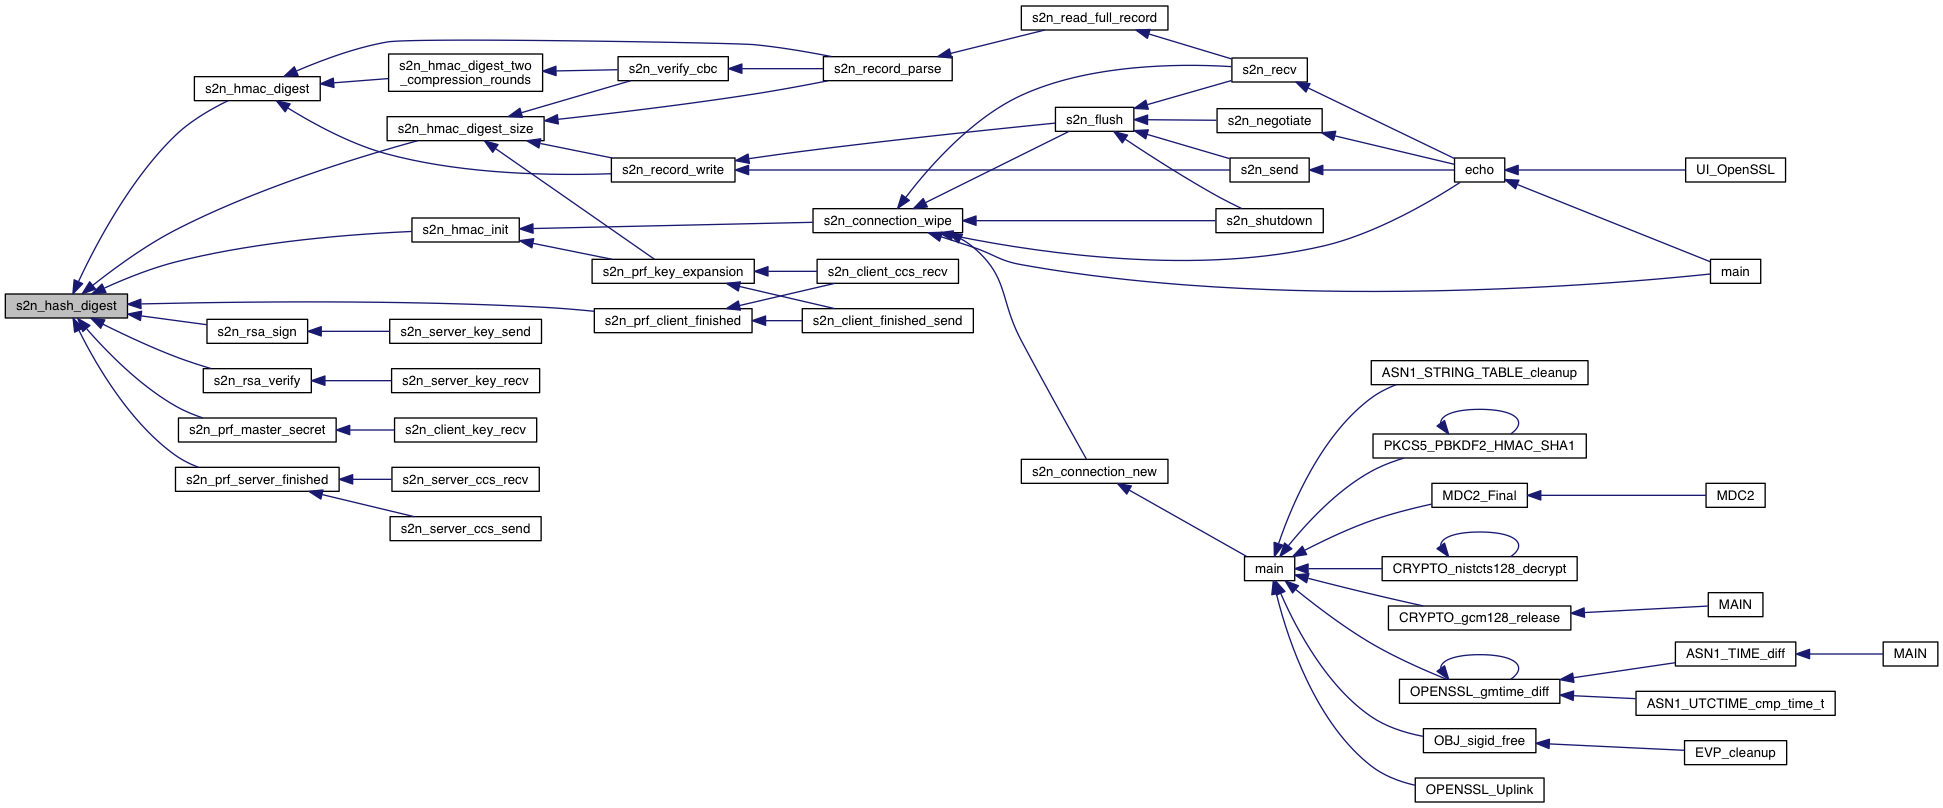 s2n_read_full_record
s2n_hmac_digest_two
_compression_rounds
s2n_verify_cbc
s2n_record_parse
s2n_recv
s2n_hmac_digest
s2n_hmac_digest_size
s2n_flush
s2n_negotiate
s2n_record_write
s2n_send
echo
UI_OpenSSL
s2n_hmac_init
s2n_connection_wipe
s2n_shutdown
s2n_prf_key_expansion
s2n_client_ccs_recv
main
s2n_hash_digest
s2n_prf_client_finished
s2n_client_finished_send
s2n_rsa_sign
s2n_server_key_send
s2n_rsa_verify
s2n_server_key_recv
ASN1_STRING_TABLE_cleanup
s2n_prf_master_secret
s2n_client_key_recv
PKCS5_PBKDF2_HMAC_SHA1
s2n_prf_server_finished
s2n_server_ccs_recv
s2n_connection_new
MDC2_Final
MDC2
s2n_server_ccs_send
main
CRYPTO_nistcts128_decrypt
CRYPTO_gcm128_release
MAIN
ASN1_TIME_diff
MAIN
OPENSSL_gmtime_diff
ASN1_UTCTIME_cmp_time_t
OBJ_sigid_free
EVP_cleanup
OPENSSL_Uplink